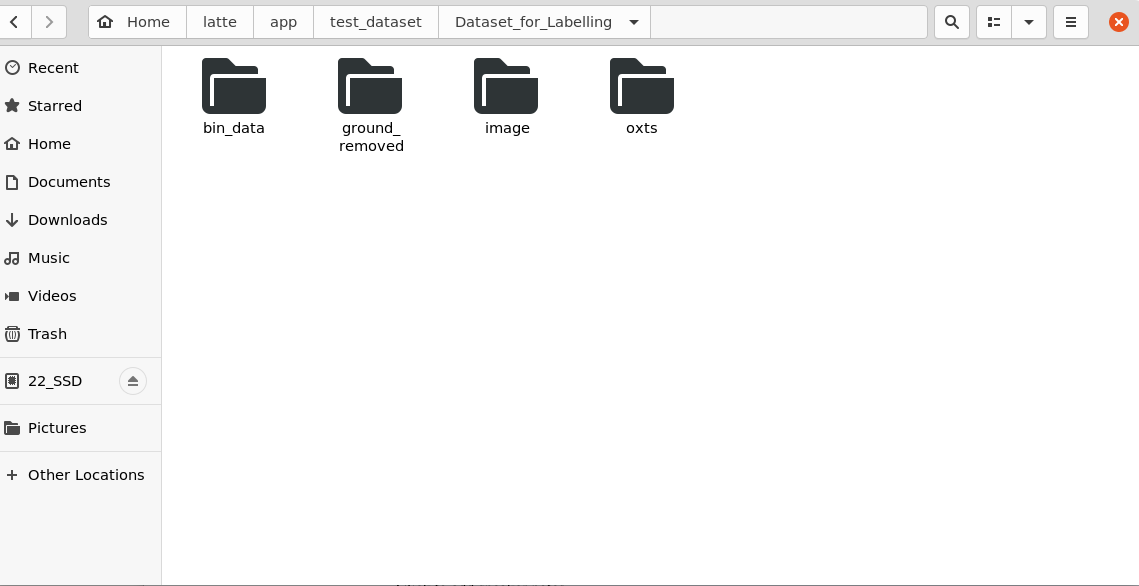 Home latte app test_dataset Dataset_for_Labelling
Recent
Starred
Home
Documents
Downloads
Music
Videos
Trash
22_SSD
Pictures
Other Locations
bin_data
ground_
removed
image
oxts